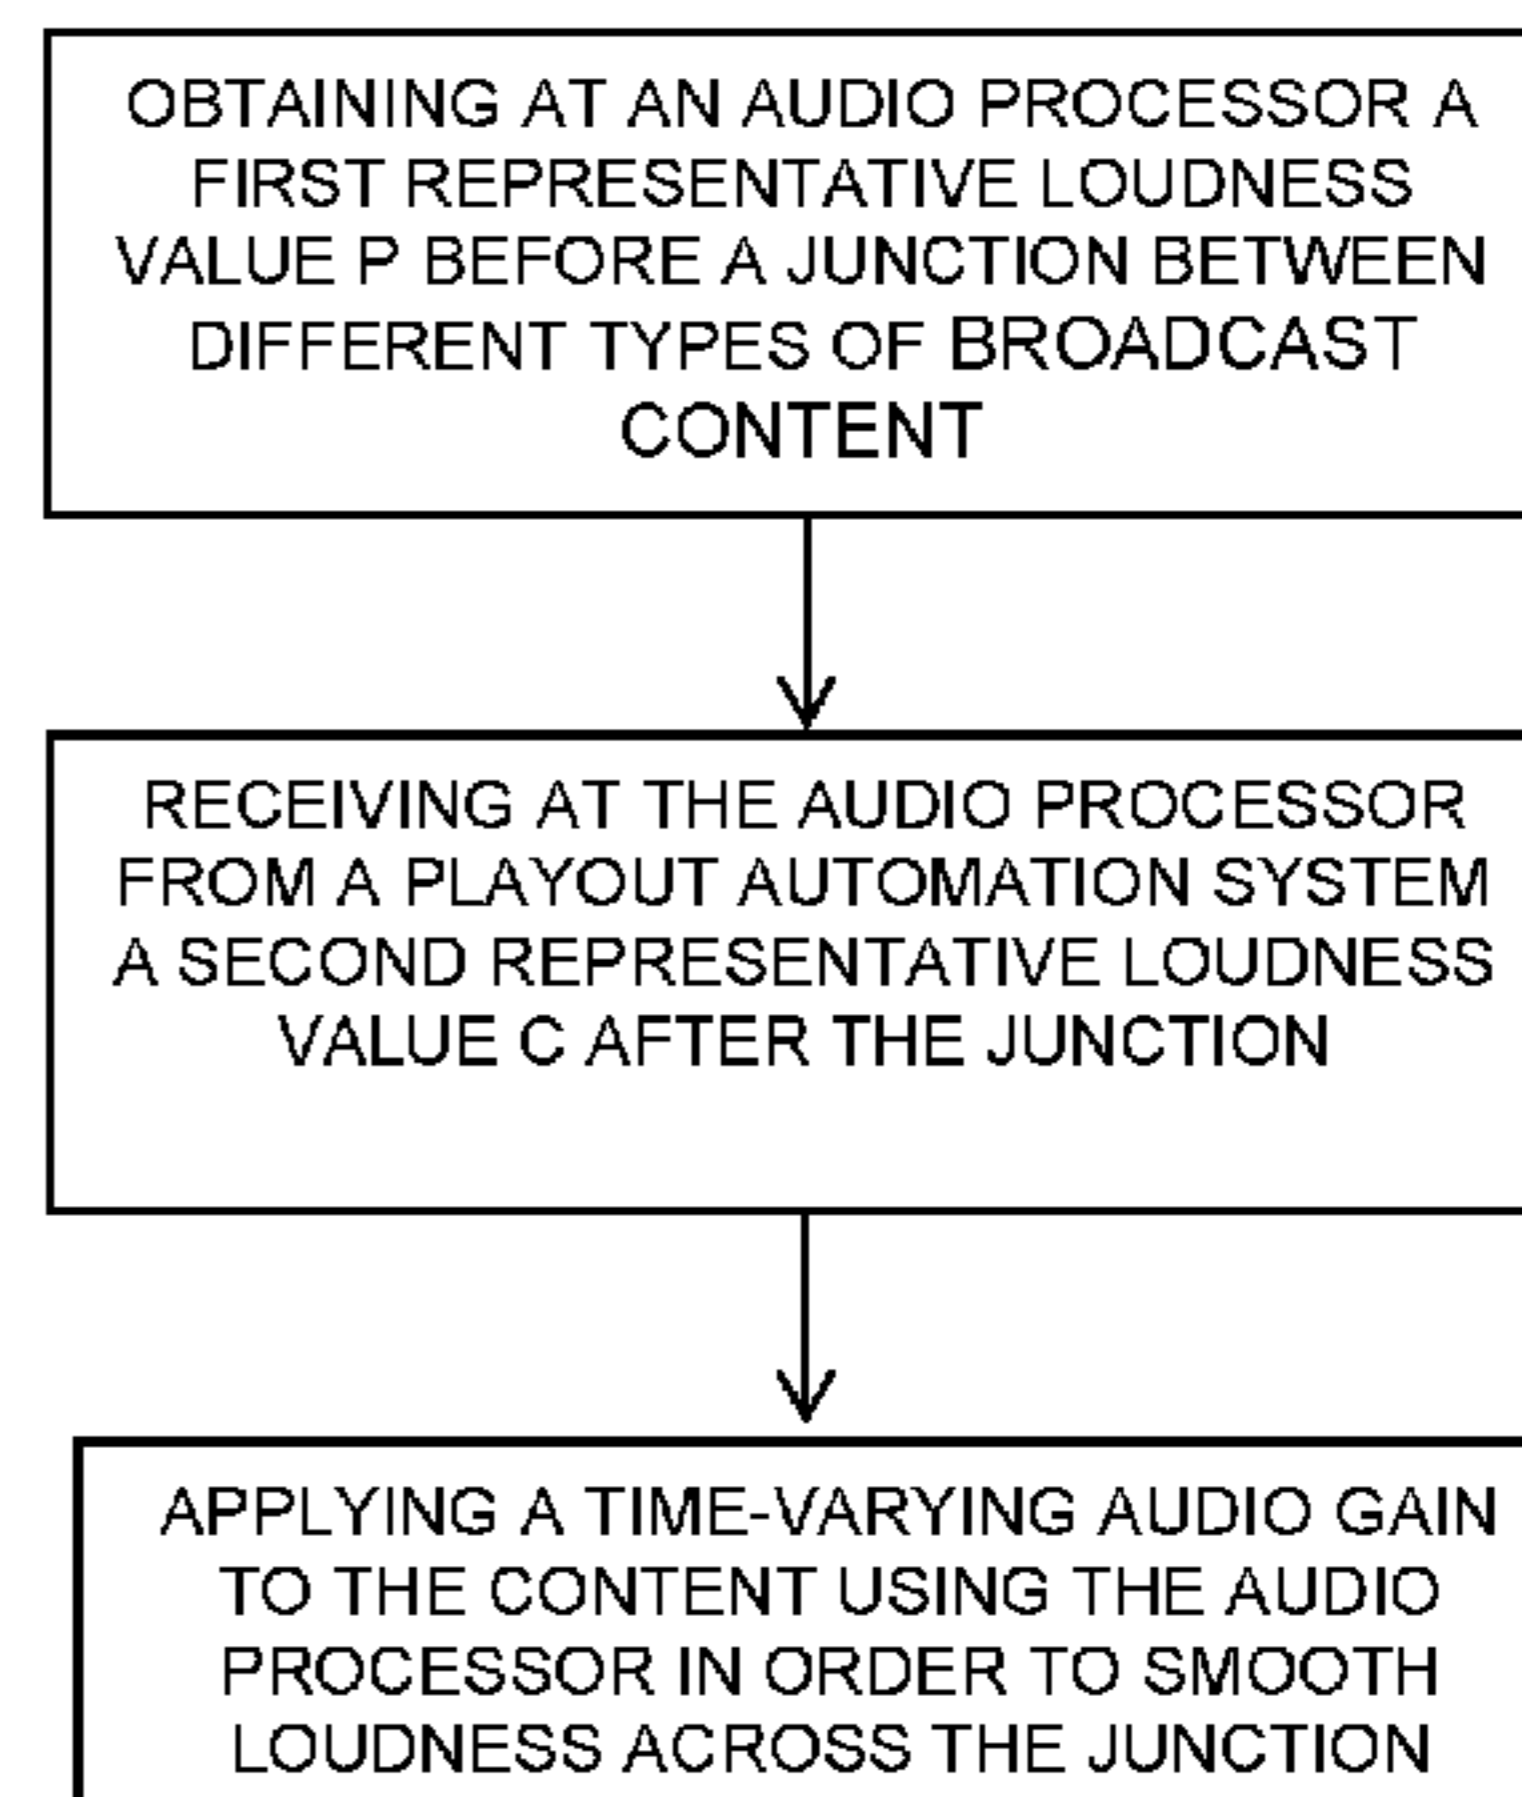 OBTAINING AT AN AUDIO PROCESSOR A
FIRST REPRESENTATIVE LOUDNESS
VALUE P BEFORE A JUNCTION BETWEEN
DIFFERENT TYPES OF BROADCAST
CONTENT
RECEIVING AT THE AUDIO PROCESSOR
FROM A PLAYOUT AUTOMATION SYSTEM
A SECOND REPRESENTATIVE LOUDNESS
VALUE C AFTER THE JUNCTION
APPLYING A TIME-VARYING AUDIO GAIN
TO THE CONTENT USING THE AUDIO
PROCESSOR IN ORDER TO SMOOTH
LOUDNESS ACROSS THE JUNCTION